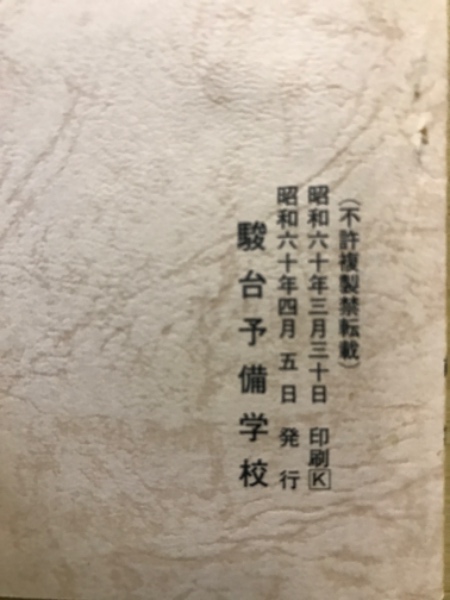 （不許複製禁転載）
昭和六十年三月三十日 印刷K
昭和六十年四月五日 発行
駿台予備学校